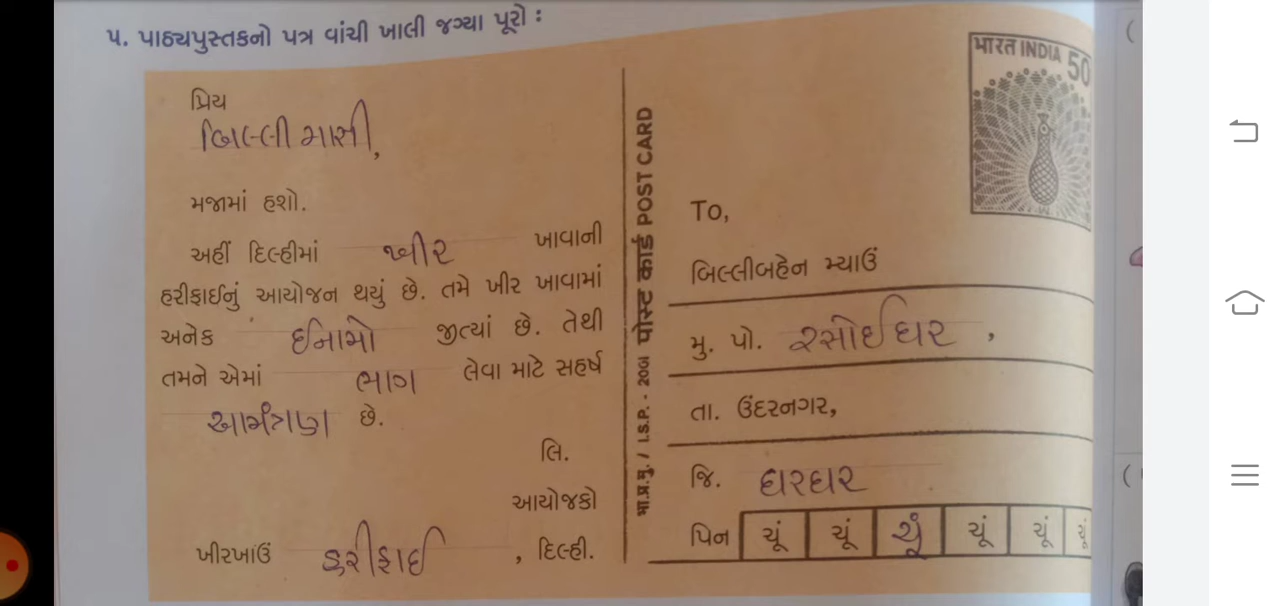 ૫. પાઠ્યપુસ્તકનો પત્ર વાંચી ખાલી જગ્યા પૂરો :
પ્રિય
બિલ્લી માસી,
મજામાં હશો.
અહીં દિલ્હીમાં ખીર ખાવાની
હરીફાઈનું આયોજન થયું છે. તમે ખીર ખાવામાં
અનેક ઈનામો જીત્યાં છે. તેથી
તમને એમાં ભાગ લેવા માટે સહર્ષ
આમંત્રણ છે.
લિ.
આયોજકો
ખીરખાઉં હરીફાઈ , દિલ્હી.
भा.प्र.मु. / I.S.P. - 2001 पोस्ट कार्ड POST CARD
भारत INDIA 50
To,
બિલ્લીબહેન મ્યાઉં
મુ. પો. રસોઈઘર ,
તા. ઉંદરનગર,
જિ. ઘરઘર
પિન ચૂં ચૂં ચૂં ચૂં ચૂં ચૂં